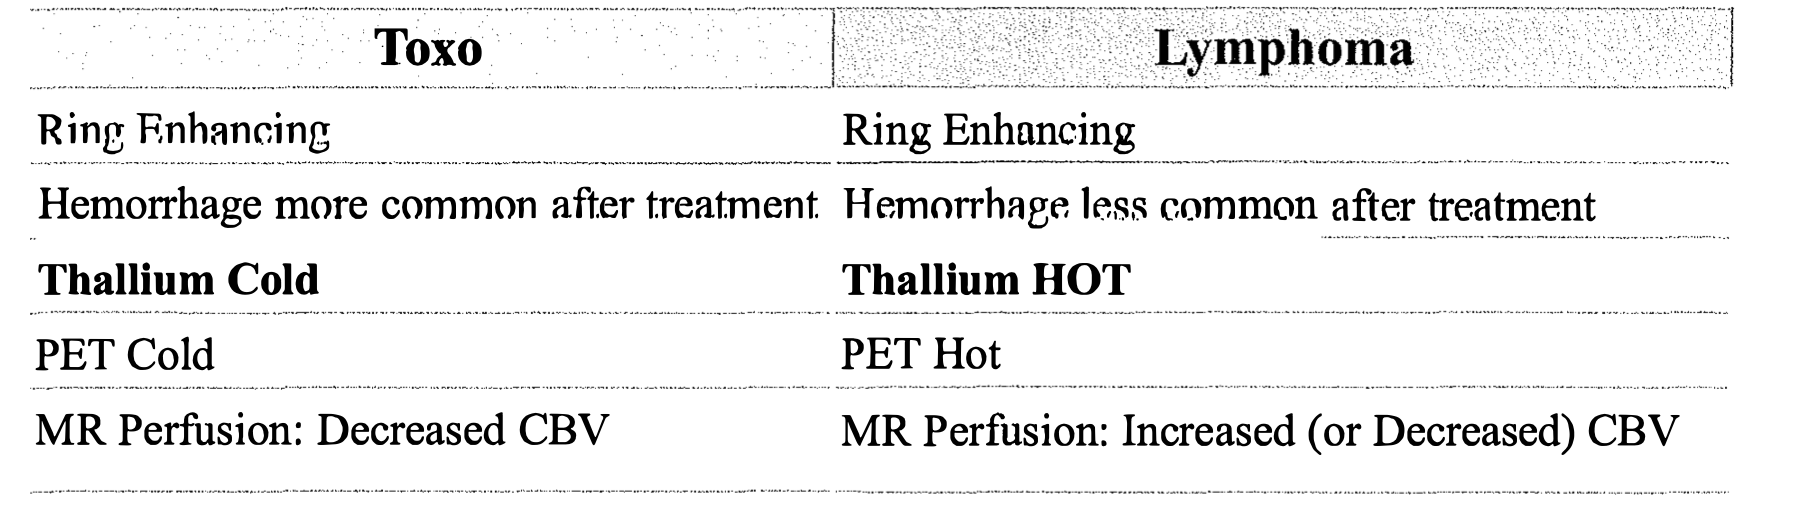 Toxo Lymphoma
Ring Enhancing Ring Enhancing
Hemorrhage more common after treatment Hemorrhage less common after treatment
Thallium Cold Thallium HOT
PET Cold PET Hot
MR Perfusion: Decreased CBV MR Perfusion: Increased (or Decreased) CBV